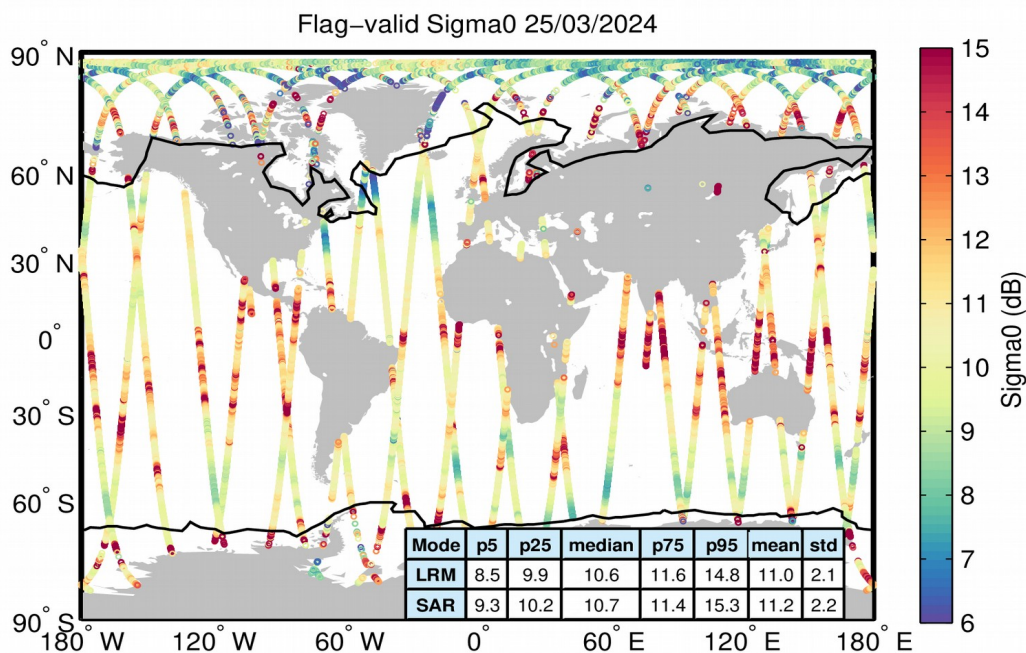 Flag−valid Sigma0 25/03/2024
90° N
60° N
30° N
0°
30° S
60° S
90° S
180° W
120° W
60° W
0°
60° E
120° E
180° E
15
14
13
12
11
10
9
8
7
6
Sigma0 (dB)
Mode p5 p25 median p75 p95 mean std
LRM 8.5 9.9 10.6 11.6 14.8 11.0 2.1
SAR 9.3 10.2 10.7 11.4 15.3 11.2 2.2